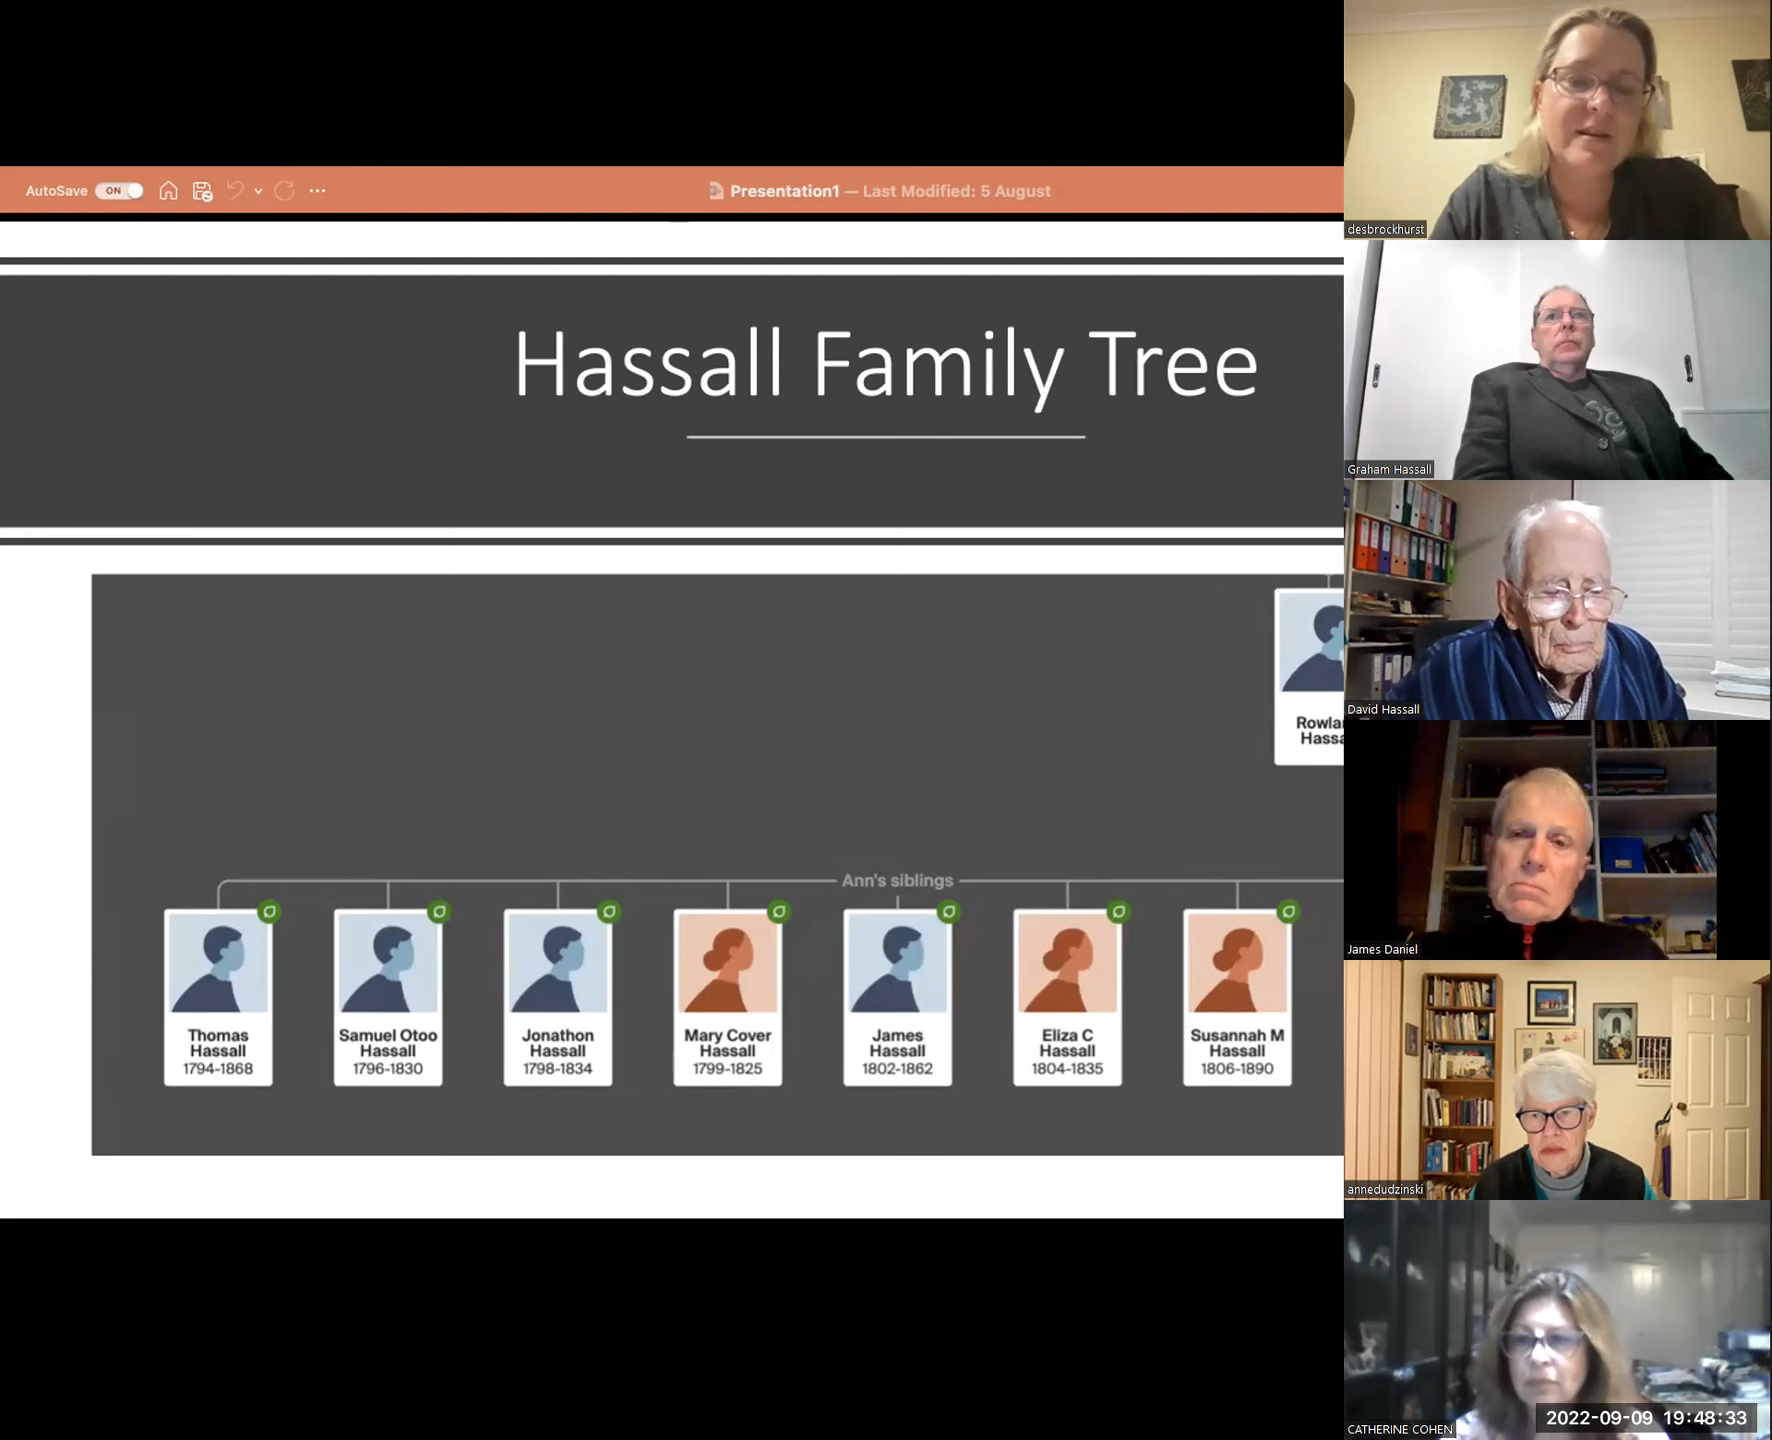 AutoSave ON
Presentation1 — Last Modified: 5 August
Hassall Family Tree
Ann's siblings
Thomas
Hassall
1794-1868
Samuel Otoo
Hassall
1796-1830
Jonathon
Hassall
1798-1834
Mary Cover
Hassall
1799-1825
James
Hassall
1802-1862
Eliza C
Hassall
1804-1835
Susannah M
Hassall
1806-1890
desbrockhurst
Graham Hassall
David Hassall
James Daniel
annedudzinski
CATHERINE COHEN
2022-09-09 19:48:33